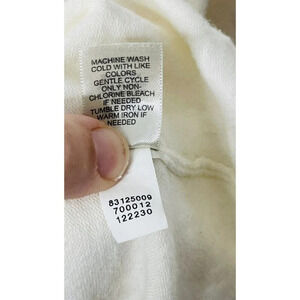 MACHINE WASH
COLD WITH LIKE
COLORS
GENTLE CYCLE
ONLY NON-
CHLORINE BLEACH
IF NEEDED
TUMBLE DRY LOW
WARM IRON IF
NEEDED
83125009
700012
122230